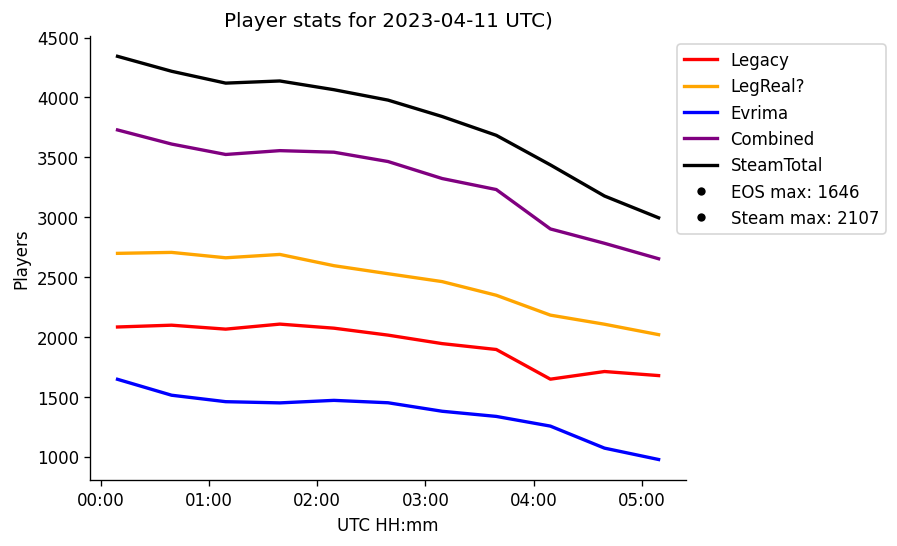 Player stats for 2023-04-11 UTC)
4500
4000
3500
3000
2500
2000
1500
1000
Players
00:00 01:00 02:00 03:00 04:00 05:00
UTC HH:mm
Legacy
LegReal?
Evrima
Combined
SteamTotal
EOS max: 1646
Steam max: 2107